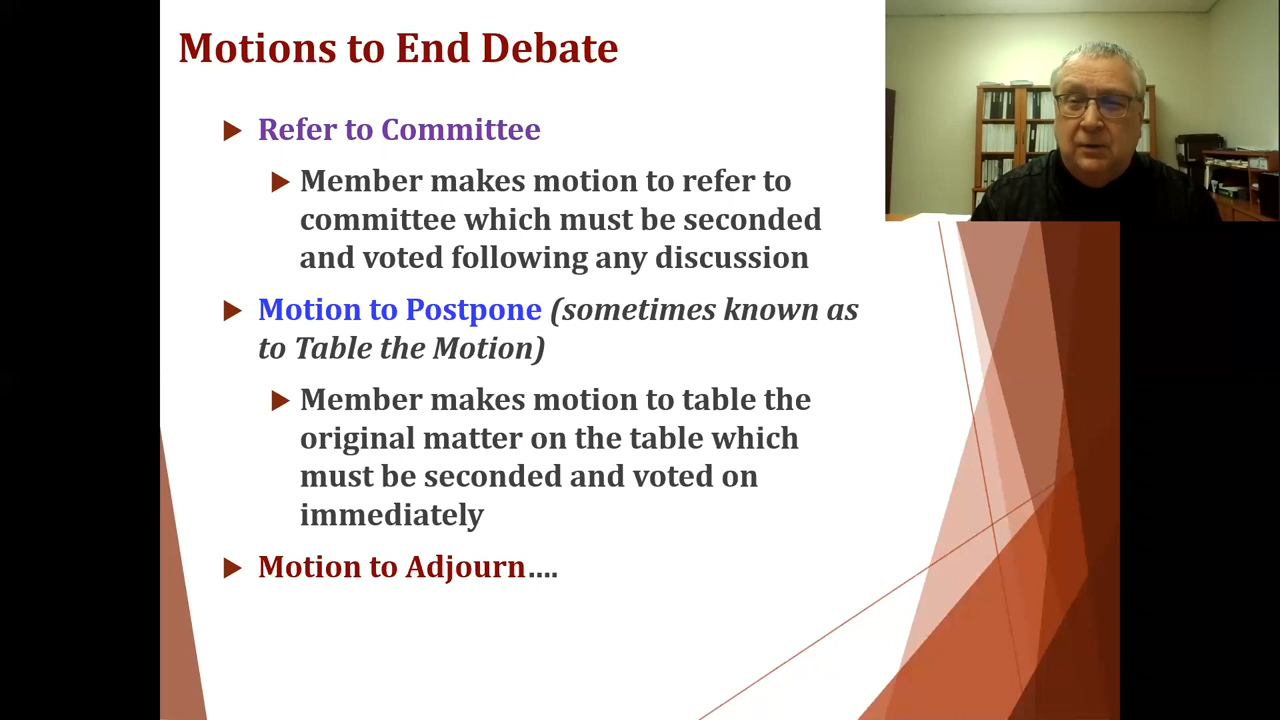 Motions to End Debate
Refer to Committee
Member makes motion to refer to
committee which must be seconded
and voted following any discussion
Motion to Postpone (sometimes known as
to Table the Motion)
Member makes motion to table the
original matter on the table which
must be seconded and voted on
immediately
Motion to Adjourn....